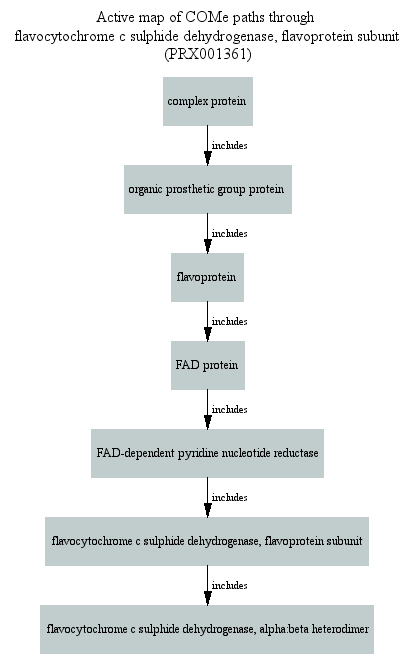 Active map of COMe paths through
flavocytochrome c sulphide dehydrogenase, flavoprotein subunit
(PRX001361)
complex protein
includes
organic prosthetic group protein
includes
flavoprotein
includes
FAD protein
includes
FAD-dependent pyridine nucleotide reductase
includes
flavocytochrome c sulphide dehydrogenase, flavoprotein subunit
includes
flavocytochrome c sulphide dehydrogenase, alpha:beta heterodimer